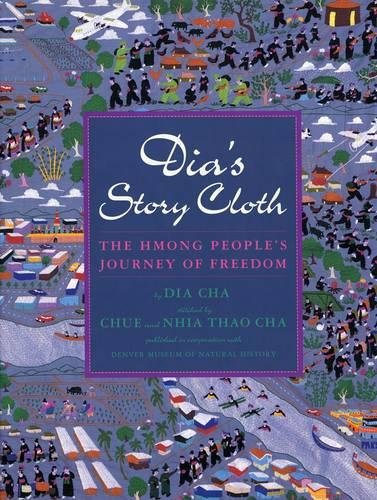 Dia's
Story Cloth
THE HMONG PEOPLE'S
JOURNEY OF FREEDOM
by DIA CHA
stitched by
CHUE and NHIA THAO CHA
published in cooperation with
DENVER MUSEUM OF NATURAL HISTORY